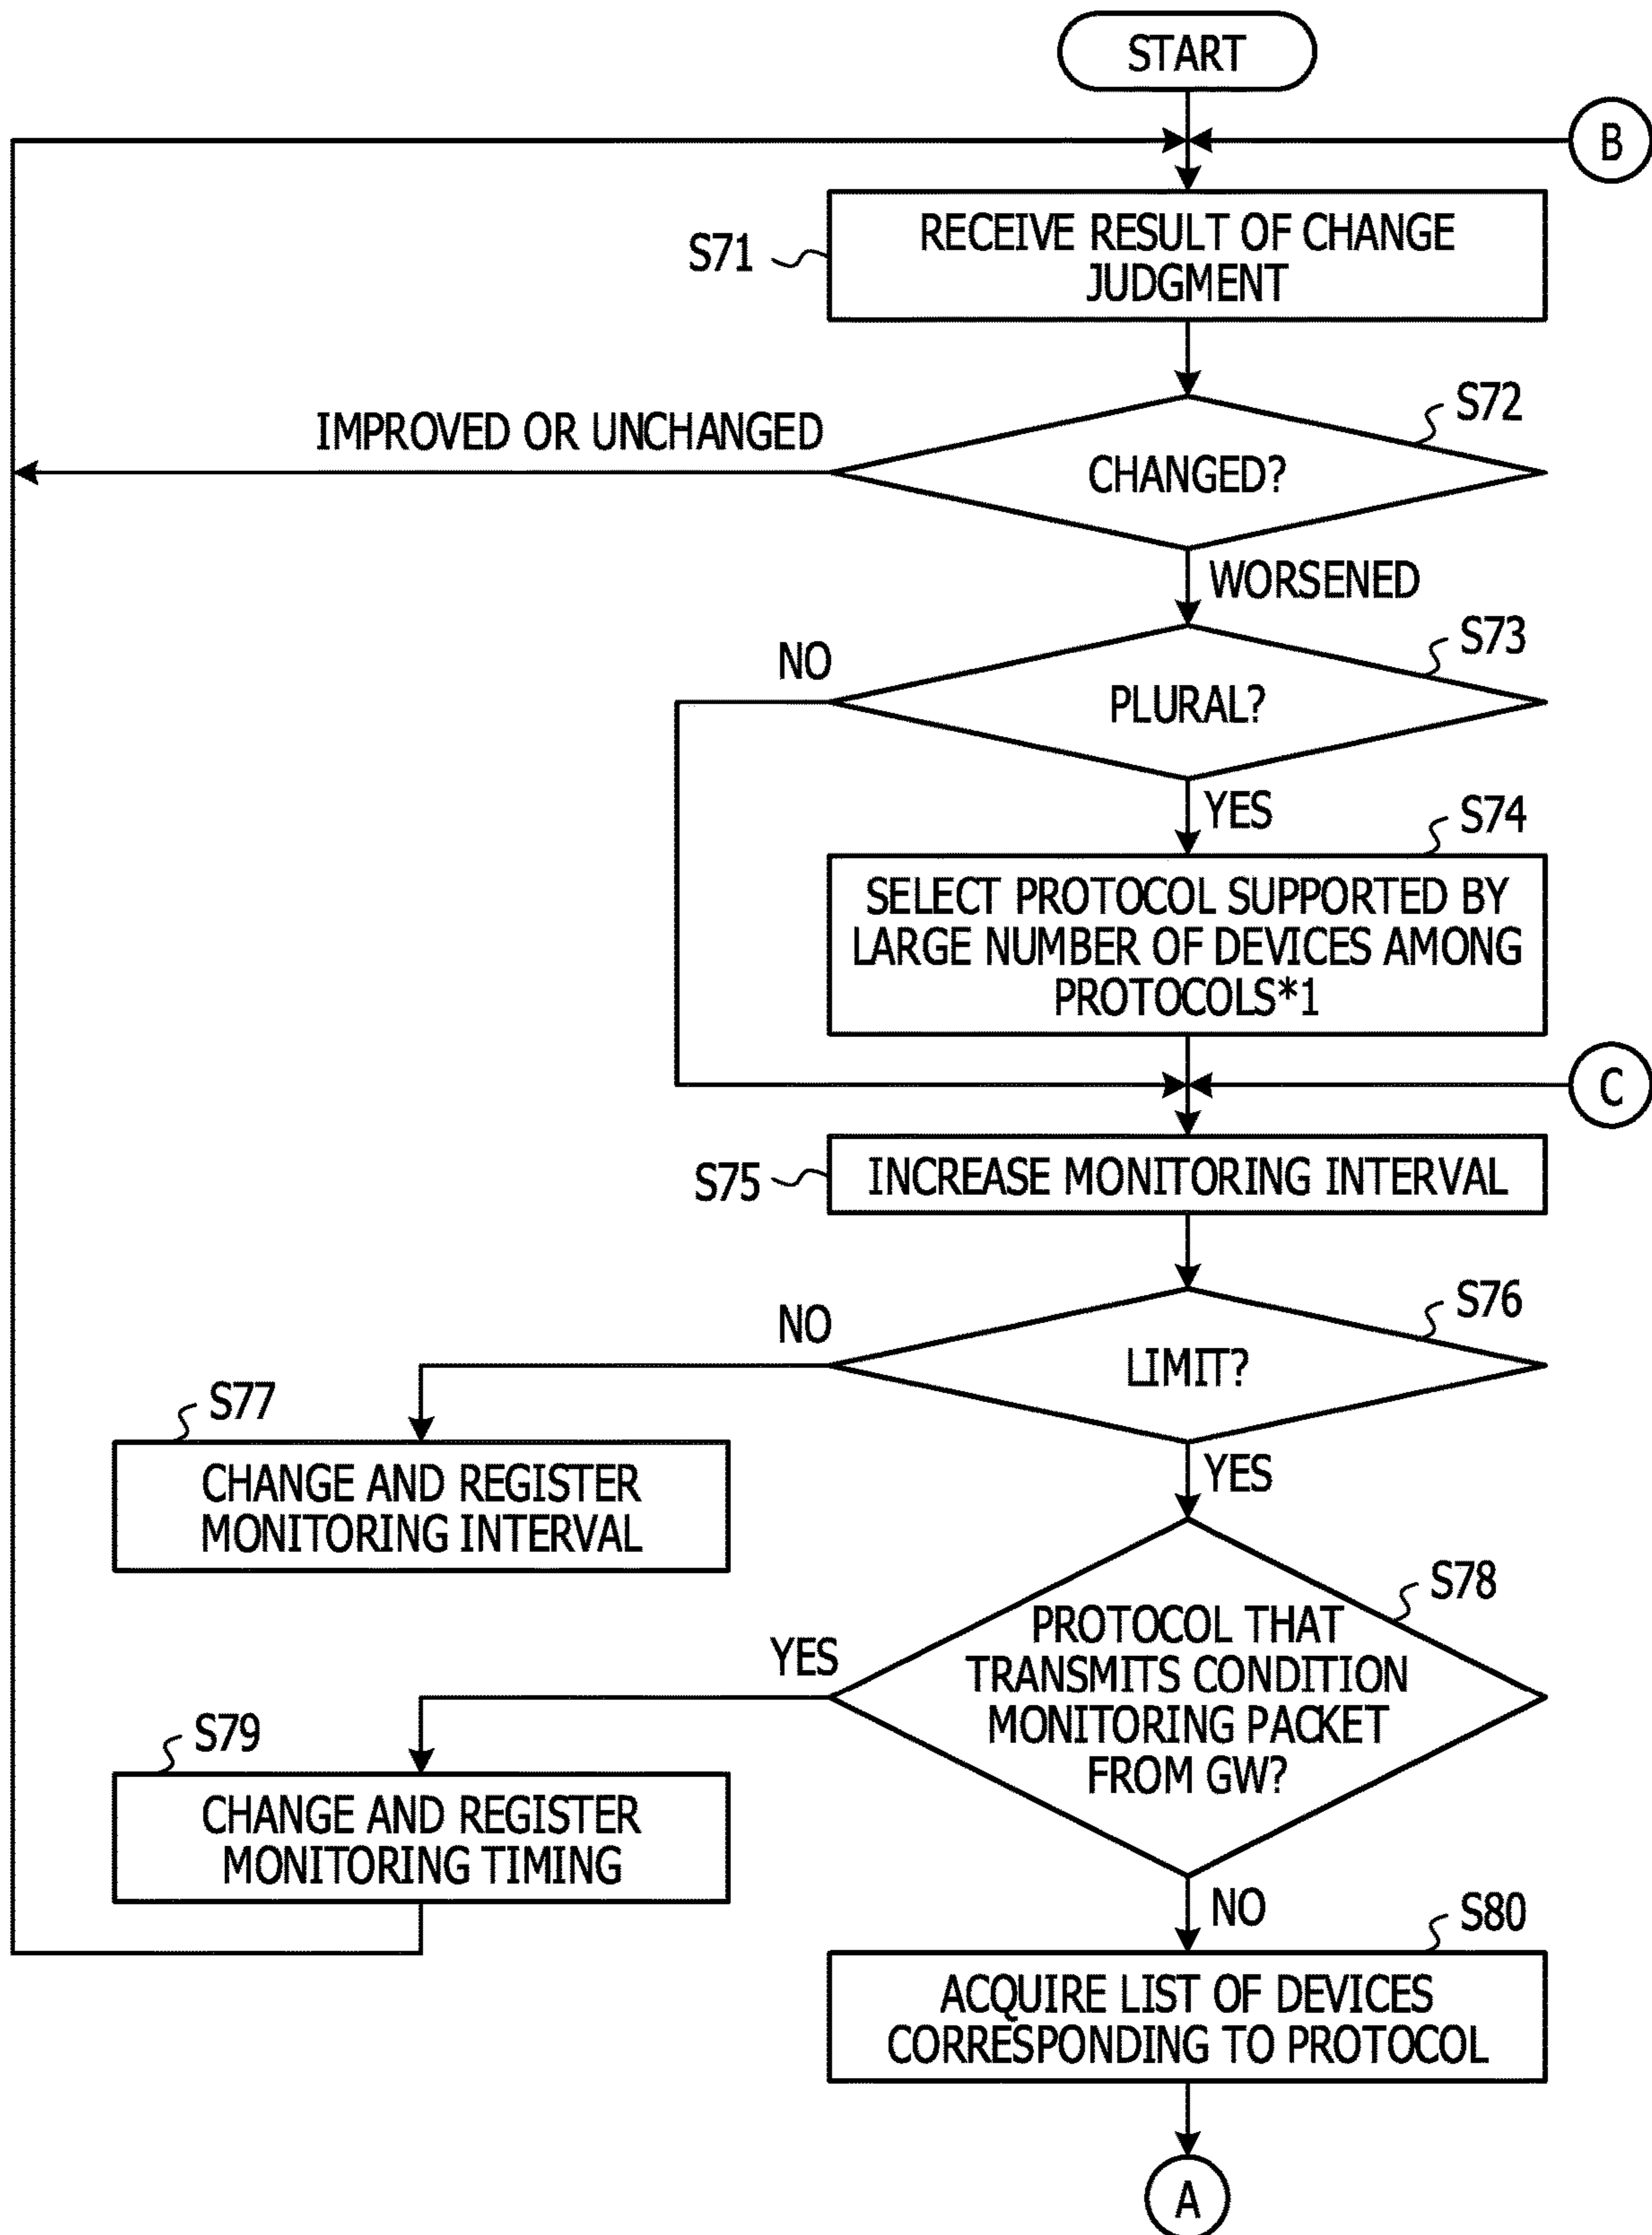 START
B
S71
RECEIVE RESULT OF CHANGE
JUDGMENT
S72
IMPROVED OR UNCHANGED
CHANGED?
WORSENED
S73
NO
PLURAL?
YES
S74
SELECT PROTOCOL SUPPORTED BY
LARGE NUMBER OF DEVICES AMONG
PROTOCOLS*1
C
S75
INCREASE MONITORING INTERVAL
S76
NO
LIMIT?
S77
YES
CHANGE AND REGISTER
MONITORING INTERVAL
S78
PROTOCOL THAT
TRANSMITS CONDITION
MONITORING PACKET
FROM GW?
YES
S79
CHANGE AND REGISTER
MONITORING TIMING
NO
S80
ACQUIRE LIST OF DEVICES
CORRESPONDING TO PROTOCOL
A